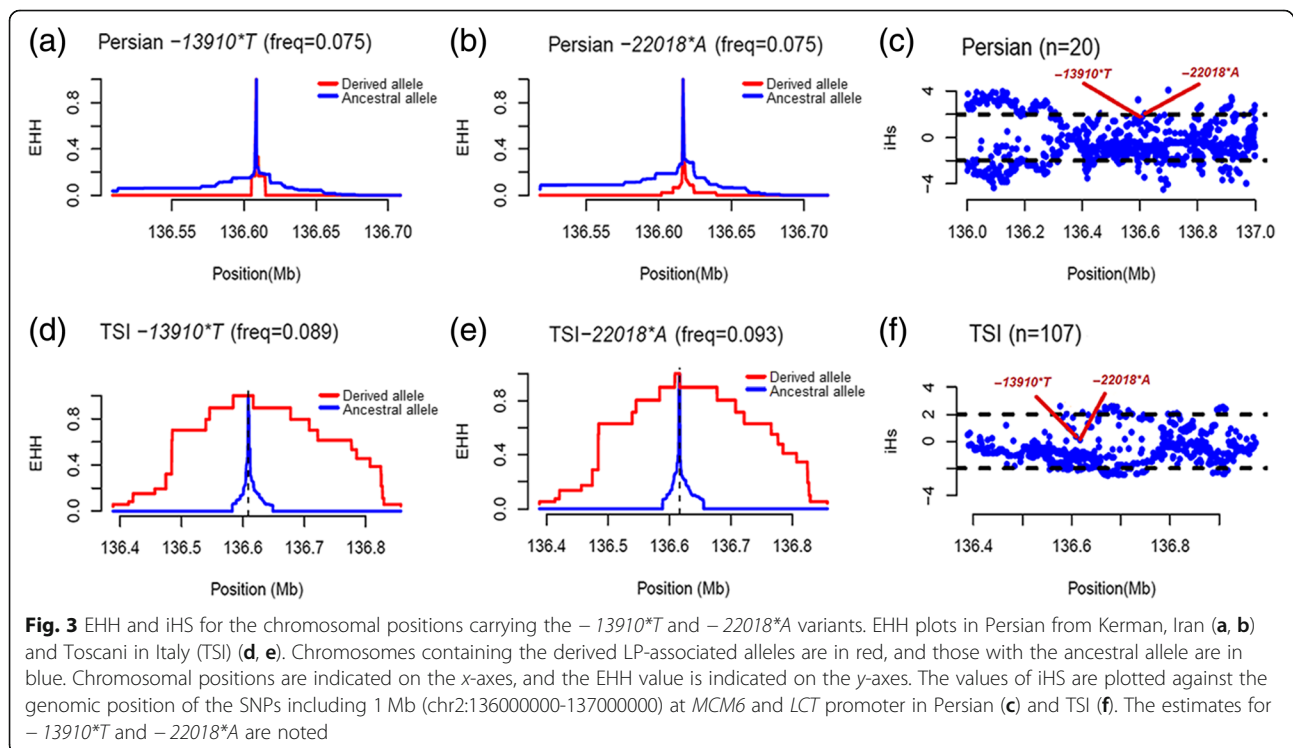 (a) Persian −13910*T (freq=0.075)
Derived allele
Ancestral allele
EHH
0.0 0.4 0.8
136.55 136.60 136.65 136.70
Position(Mb)
(b) Persian −22018*A (freq=0.075)
Derived allele
Ancestral allele
EHH
0.0 0.4 0.8
136.55 136.60 136.65 136.70
Position(Mb)
(c) Persian (n=20)
−13910*T −22018*A
iHs
4
0
-4
136.0 136.2 136.4 136.6 136.8 137.0
Position(Mb)
(d) TSI −13910*T (freq=0.089)
Derived allele
Ancestral allele
EHH
0.0 0.4 0.8
136.4 136.5 136.6 136.7 136.8
Position (Mb)
(e) TSI−22018*A (freq=0.093)
Derived allele
Ancestral allele
EHH
0.0 0.4 0.8
136.4 136.5 136.6 136.7 136.8
Position (Mb)
(f) TSI (n=107)
−13910*T −22018*A
iHs
4
2
0
-4
136.4 136.6 136.8
Position(Mb)
Fig. 3 EHH and iHS for the chromosomal positions carrying the − 13910*T and − 22018*A variants. EHH plots in Persian from Kerman, Iran (a, b)
and Toscani in Italy (TSI) (d, e). Chromosomes containing the derived LP-associated alleles are in red, and those with the ancestral allele are in
blue. Chromosomal positions are indicated on the x-axes, and the EHH value is indicated on the y-axes. The values of iHS are plotted against the
genomic position of the SNPs including 1 Mb (chr2:136000000-137000000) at MCM6 and LCT promoter in Persian (c) and TSI (f). The estimates for
− 13910*T and − 22018*A are noted